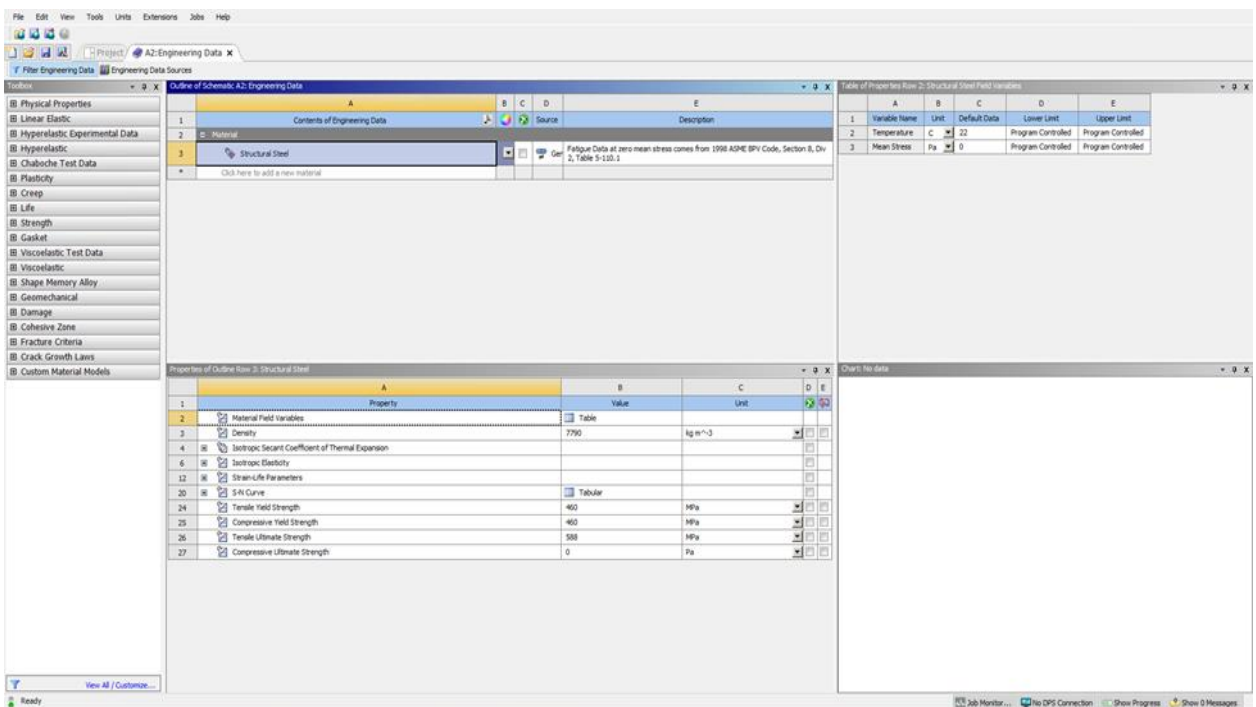 File Edit View Tools Units Extensions Jobs Help
Project A2:Engineering Data x
Filter Engineering Data Engineering Data Sources
Toolbox
Physical Properties
Linear Elastic
Hyperelastic Experimental Data
Hyperelastic
Chaboche Test Data
Plasticity
Creep
Life
Strength
Gasket
Viscoelastic Test Data
Viscoelastic
Shape Memory Alloy
Geomechanical
Damage
Cohesive Zone
Fracture Criteria
Crack Growth Laws
Custom Material Models
View All / Customize...
Outline of Schematic A2: Engineering Data
A B C D E
1 Contents of Engineering Data Source Description
2 Material
3 Structural Steel Ger Fatigue Data at zero mean stress comes from 1998 ASME BPV Code, Section 8, Div
2, Table 5-110.1
* Click here to add a new material
Table of Properties Row 2: Structural Steel Field Variables
A B C D E
1 Variable Name Unit Default Data Lower Limit Upper Limit
2 Temperature C 22 Program Controlled Program Controlled
3 Mean Stress Pa 0 Program Controlled Program Controlled
Properties of Outline Row 3: Structural Steel
A B C D E
1 Property Value Unit
2 Material Field Variables Table
3 Density 7790 kg m^-3
4 Isotropic Secant Coefficient of Thermal Expansion
6 Isotropic Elasticity
12 Strain-Life Parameters
20 S-N Curve Tabular
24 Tensile Yield Strength 460 MPa
25 Compressive Yield Strength 460 MPa
26 Tensile Ultimate Strength 588 MPa
27 Compressive Ultimate Strength 0 Pa
Chart: No data
Ready
Job Monitor... No DPS Connection Show Progress Show 0 Messages